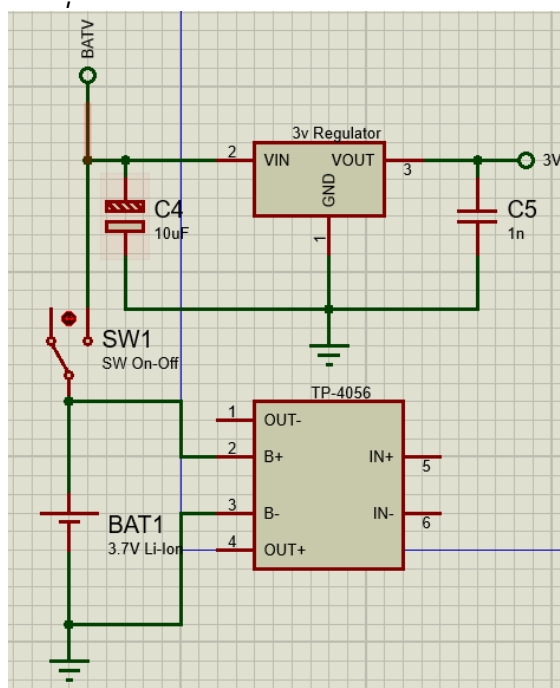 BATV
3v Regulator
2 VIN VOUT 3
3V
GND
1
C4
10uF
C5
1n
SW1
SW On-Off
TP-4056
1 OUT-
2 B+ IN+ 5
3 B- IN- 6
4 OUT+
BAT1
3.7V Li-Ion